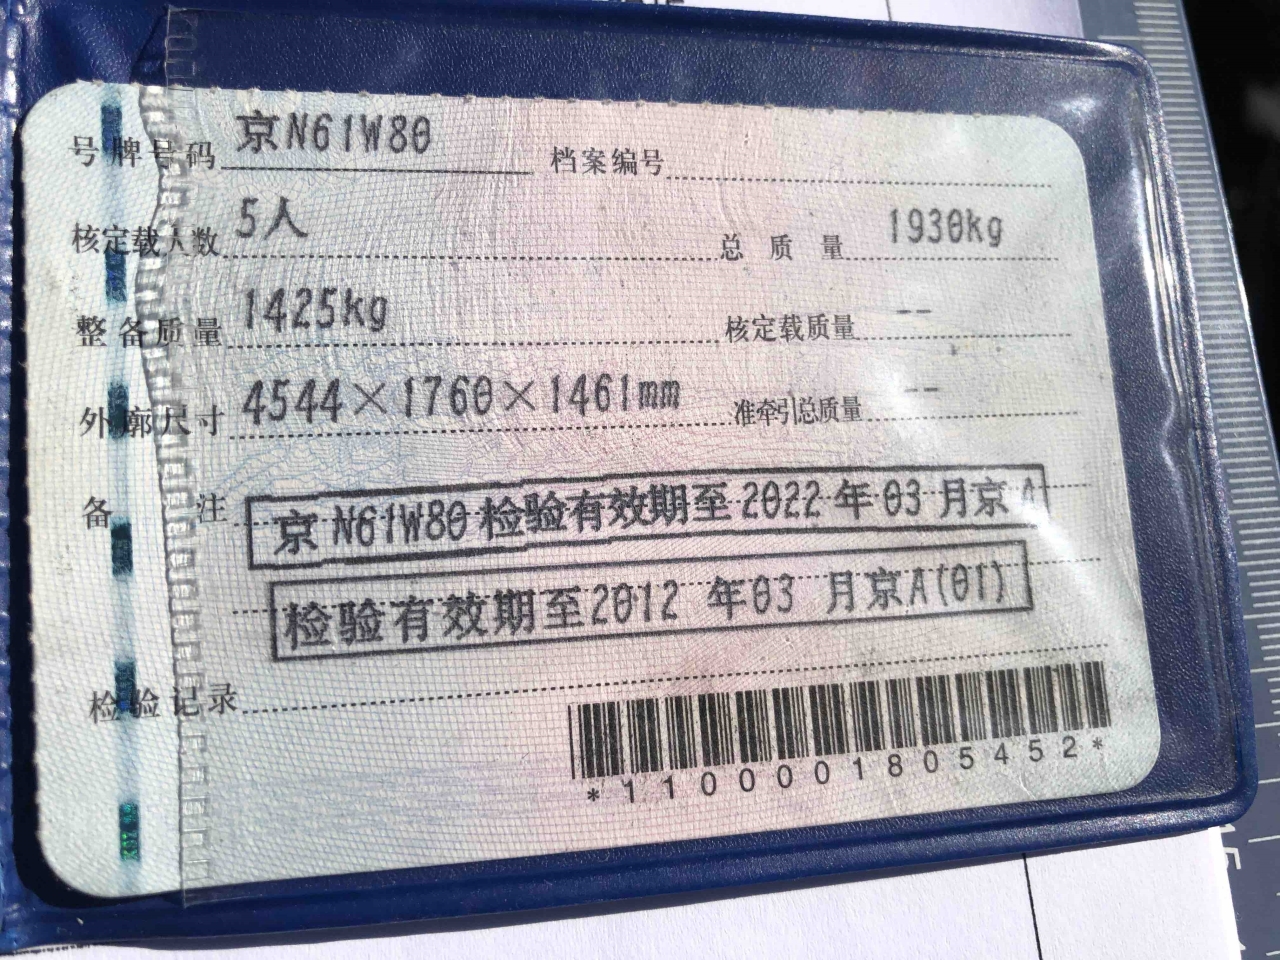 号牌号码 京N61W80 档案编号
核定载人数 5人 总质量 1930kg
整备质量 1425kg 核定载质量 --
外廓尺寸 4544×1760×1461mm 准牵引总质量 --
备注 京N61W80检验有效期至2022年03月京A
检验有效期至2012年03月京A(01)
检验记录
*1100001805452*